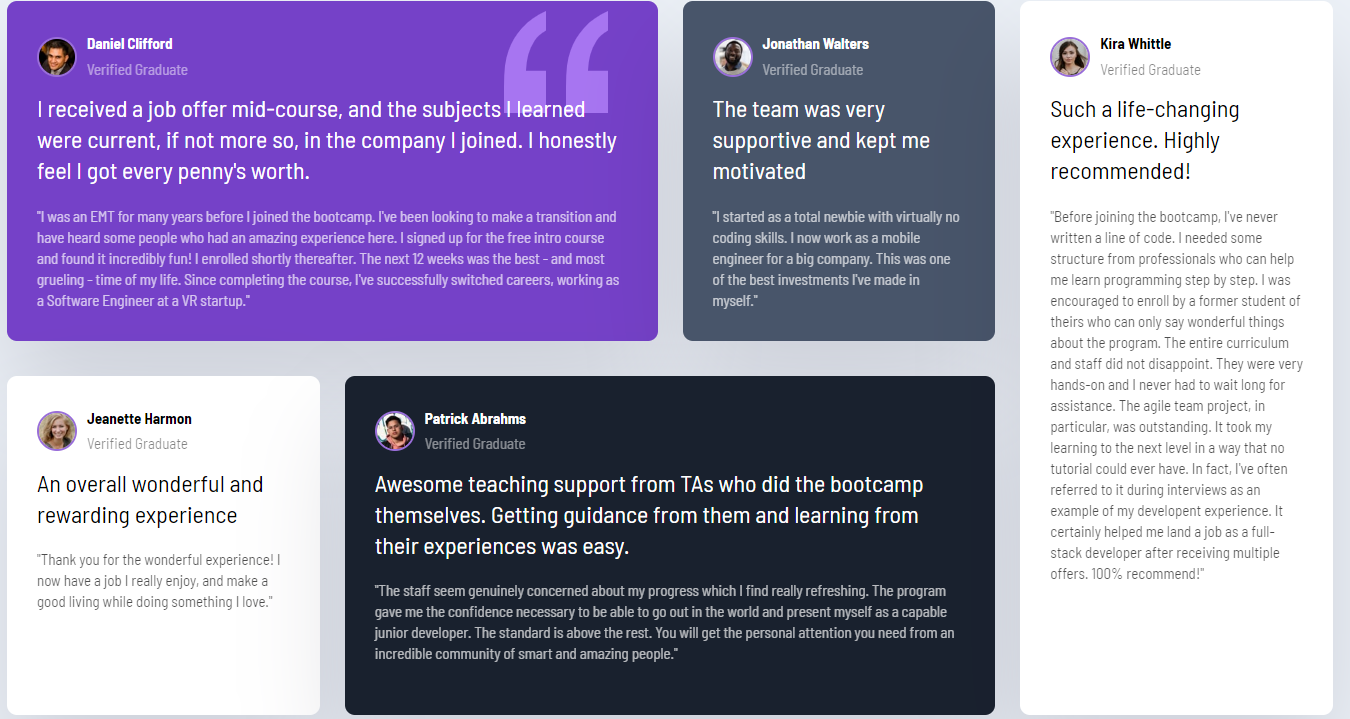 Daniel Clifford
Verified Graduate
I received a job offer mid-course, and the subjects I learned
were current, if not more so, in the company I joined. I honestly
feel I got every penny's worth.
"I was an EMT for many years before I joined the bootcamp. I've been looking to make a transition and
have heard some people who had an amazing experience here. I signed up for the free intro course
and found it incredibly fun! I enrolled shortly thereafter. The next 12 weeks was the best - and most
grueling - time of my life. Since completing the course, I've successfully switched careers, working as
a Software Engineer at a VR startup."
Jonathan Walters
Verified Graduate
The team was very
supportive and kept me
motivated
"I started as a total newbie with virtually no
coding skills. I now work as a mobile
engineer for a big company. This was one
of the best investments I've made in
myself."
Kira Whittle
Verified Graduate
Such a life-changing
experience. Highly
recommended!
"Before joining the bootcamp, I've never
written a line of code. I needed some
structure from professionals who can help
me learn programming step by step. I was
encouraged to enroll by a former student of
theirs who can only say wonderful things
about the program. The entire curriculum
and staff did not disappoint. They were very
hands-on and I never had to wait long for
assistance. The agile team project, in
particular, was outstanding. It took my
learning to the next level in a way that no
tutorial could ever have. In fact, I've often
referred to it during interviews as an
example of my developent experience. It
certainly helped me land a job as a full-
stack developer after receiving multiple
offers. 100% recommend!"
Jeanette Harmon
Verified Graduate
An overall wonderful and
rewarding experience
"Thank you for the wonderful experience! I
now have a job I really enjoy, and make a
good living while doing something I love."
Patrick Abrahms
Verified Graduate
Awesome teaching support from TAs who did the bootcamp
themselves. Getting guidance from them and learning from
their experiences was easy.
"The staff seem genuinely concerned about my progress which I find really refreshing. The program
gave me the confidence necessary to be able to go out in the world and present myself as a capable
junior developer. The standard is above the rest. You will get the personal attention you need from an
incredible community of smart and amazing people."